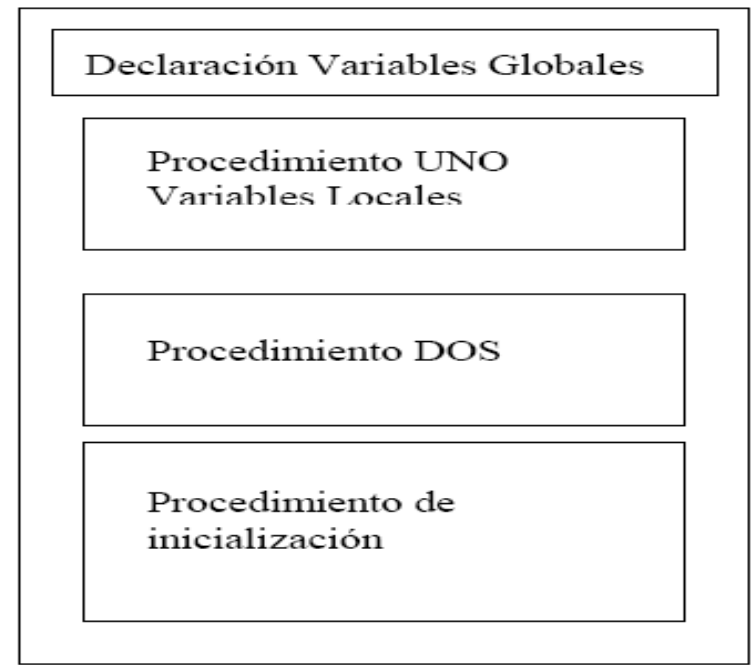 Declaración Variables Globales
Procedimiento UNO
Variables Locales
Procedimiento DOS
Procedimiento de
inicialización